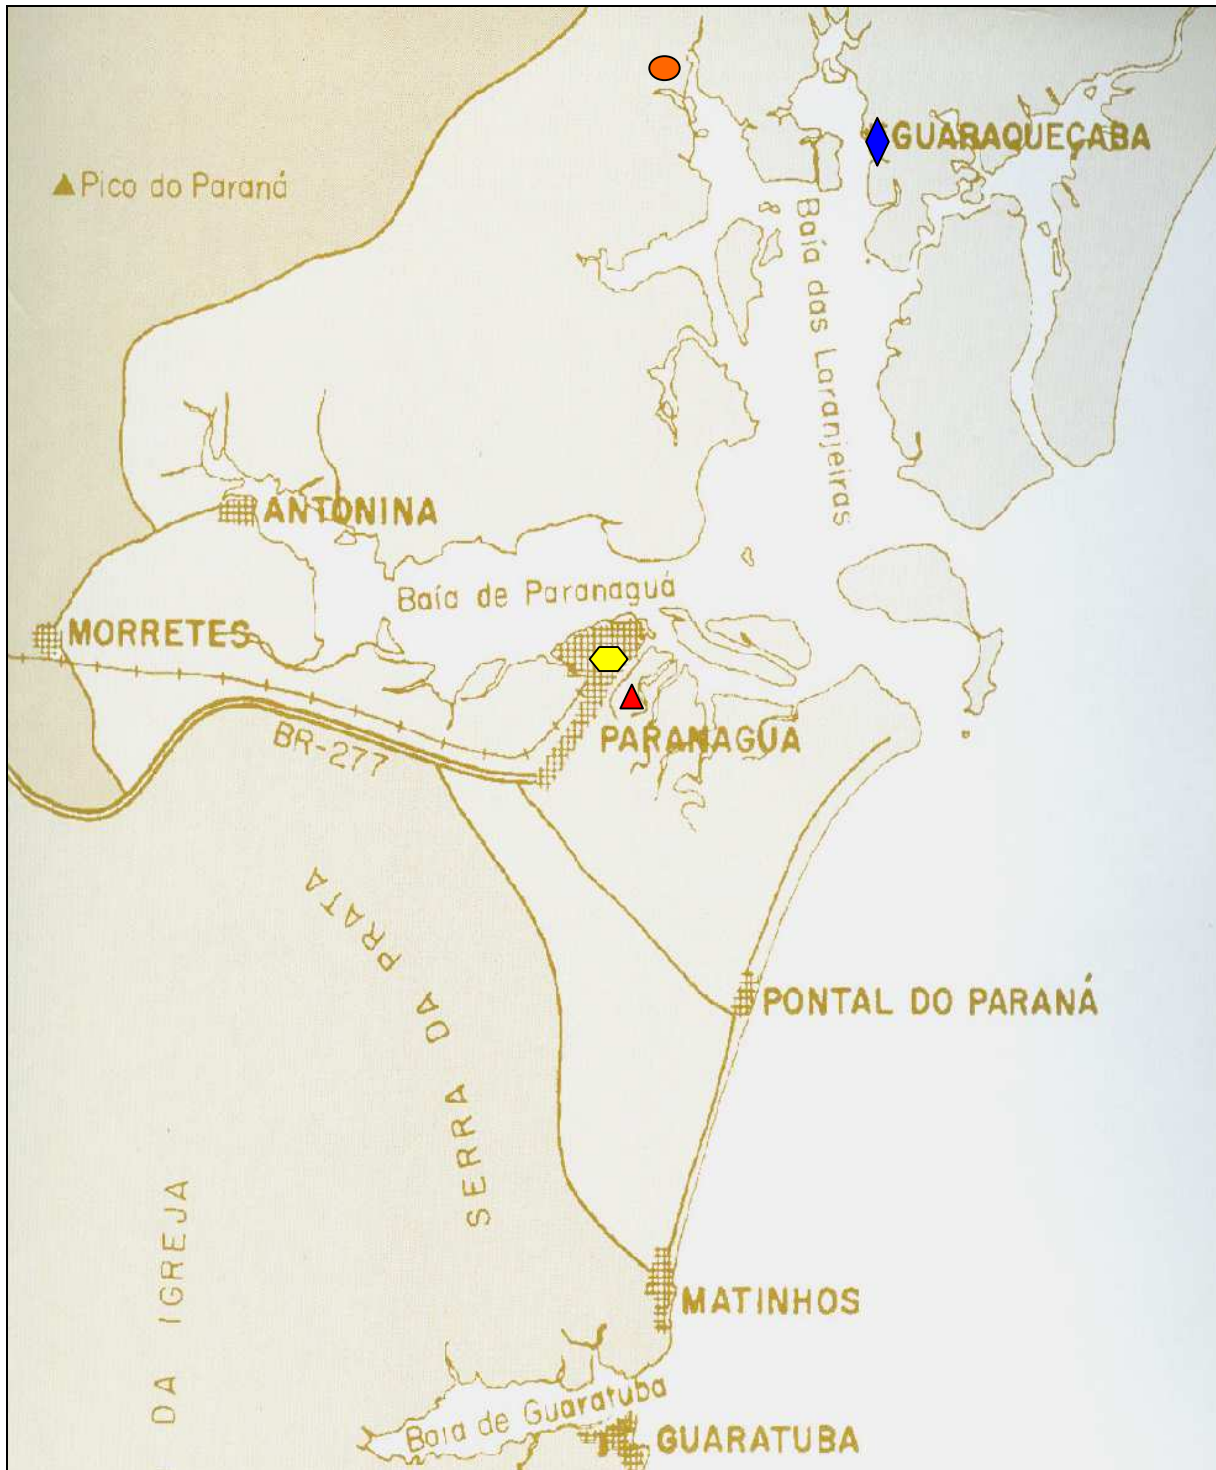 GUARAQUEÇABA
Pico do Paraná
Baía das Laranjeiras
ANTONINA
Baía de Paranaguá
MORRETES
PARANAGUA
BR-277
SERRA DA PRATA
PONTAL DO PARANÁ
DA IGREJA
MATINHOS
Baía de Guaratuba
GUARATUBA